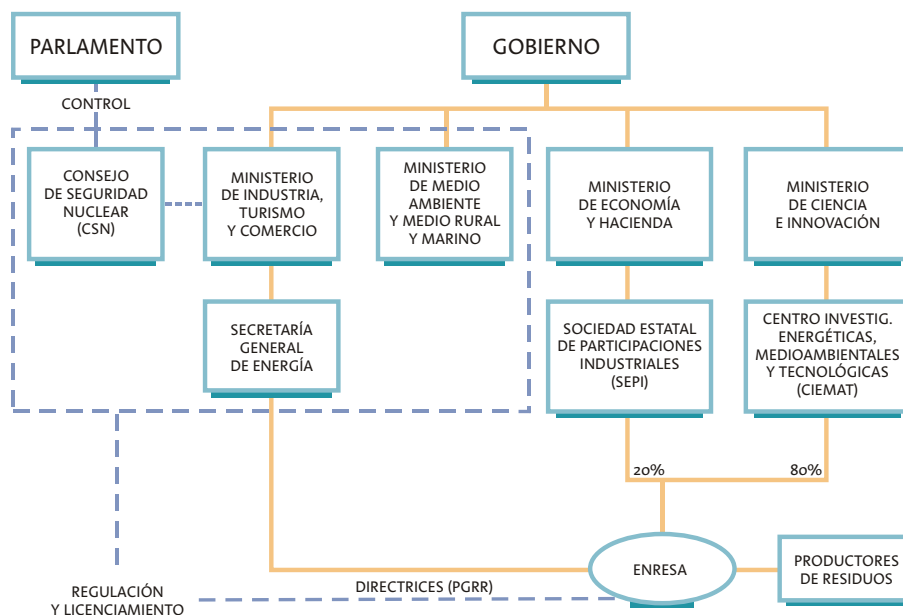 PARLAMENTO
GOBIERNO
CONTROL
CONSEJO
DE SEGURIDAD
NUCLEAR
(CSN)
MINISTERIO
DE INDUSTRIA,
TURISMO
Y COMERCIO
MINISTERIO
DE MEDIO
AMBIENTE
Y MEDIO RURAL
Y MARINO
MINISTERIO
DE ECONOMÍA
Y HACIENDA
MINISTERIO
DE CIENCIA
E INNOVACIÓN
SECRETARÍA
GENERAL
DE ENERGÍA
SOCIEDAD ESTATAL
DE PARTICIPACIONES
INDUSTRIALES
(SEPI)
CENTRO INVESTIG.
ENERGÉTICAS,
MEDIOAMBIENTALES
Y TECNOLÓGICAS
(CIEMAT)
20%
80%
ENRESA
PRODUCTORES
DE RESIDUOS
DIRECTRICES (PGRR)
REGULACIÓN
Y LICENCIAMIENTO